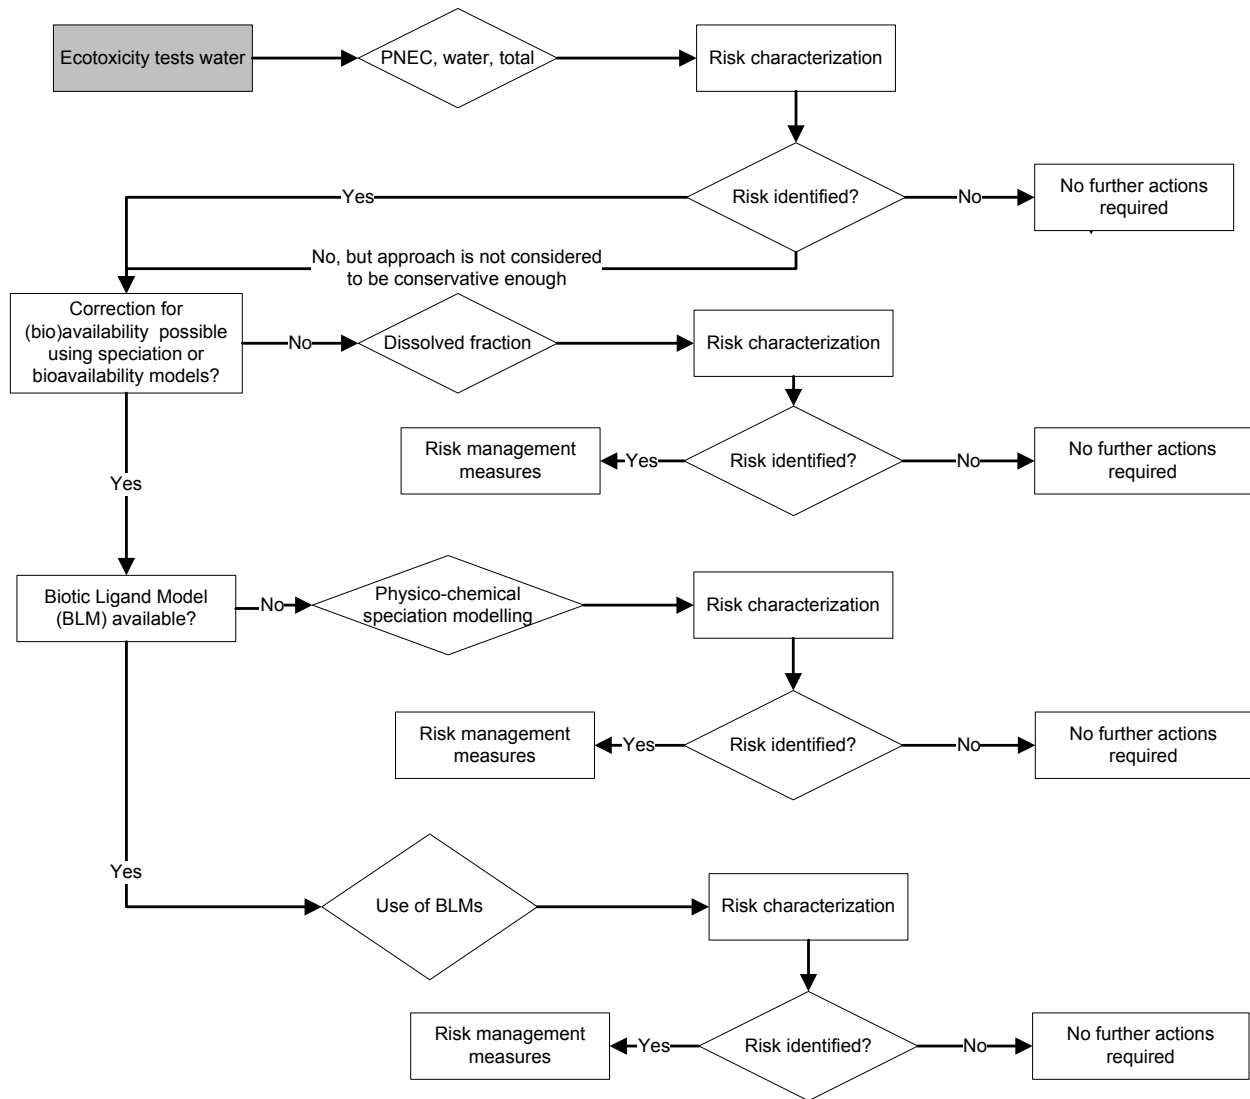 Ecotoxicity tests water
PNEC, water, total
Risk characterization
Yes
Risk identified?
No
No further actions
required
No, but approach is not considered
to be conservative enough
Correction for
(bio)availability possible
using speciation or
bioavailability models?
No
Dissolved fraction
Risk characterization
Risk management
measures
Yes
Risk identified?
No
No further actions
required
Yes
Biotic Ligand Model
(BLM) available?
No
Physico-chemical
speciation modelling
Risk characterization
Risk management
measures
Yes
Risk identified?
No
No further actions
required
Yes
Use of BLMs
Risk characterization
Risk management
measures
Yes
Risk identified?
No
No further actions
required